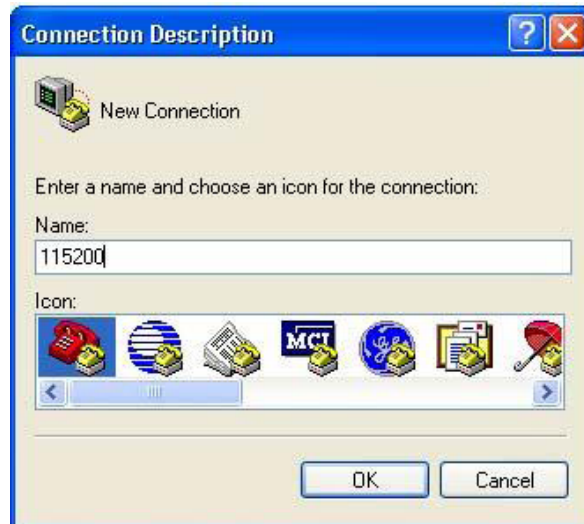 Connection Description
New Connection
Enter a name and choose an icon for the connection:
Name:
115200
Icon:
MCI
OK Cancel